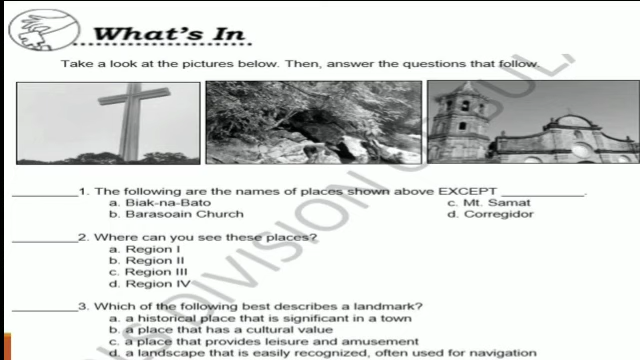 What's In
Take a look at the pictures below. Then, answer the questions that follow.
__________1. The following are the names of places shown above EXCEPT ____________.
a. Biak-na-Bato c. Mt. Samat
b. Barasoain Church d. Corregidor
__________2. Where can you see these places?
a. Region I
b. Region II
c. Region III
d. Region IV
__________3. Which of the following best describes a landmark?
a. a historical place that is significant in a town
b. a place that has a cultural value
c. a place that provides leisure and amusement
d. a landscape that is easily recognized, often used for navigation
DIVISION